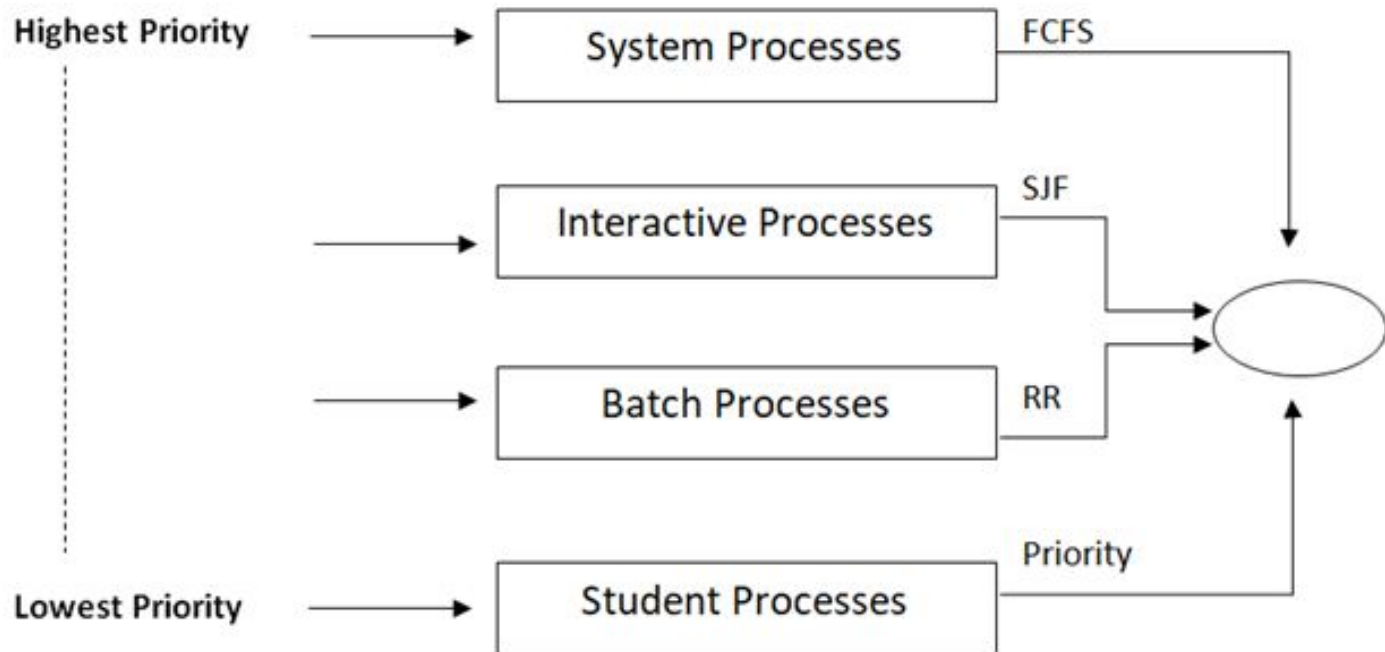 Highest Priority
System Processes
FCFS
Interactive Processes
SJF
Batch Processes
RR
Lowest Priority
Student Processes
Priority